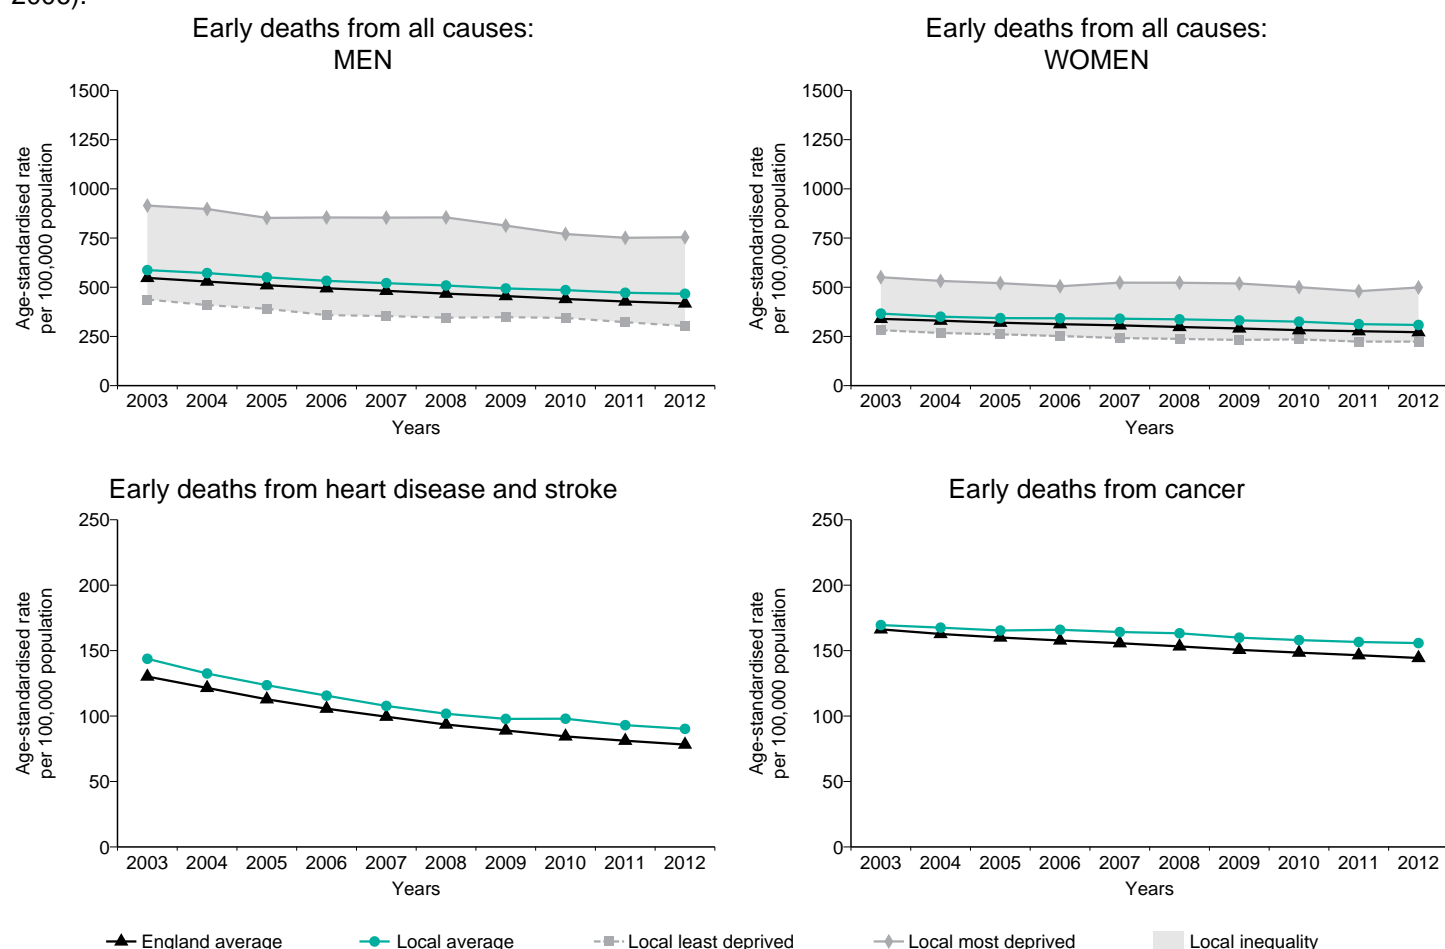 2006).
Early deaths from all causes:
MEN
Age-standardised rate
per 100,000 population
1500
1250
1000
750
500
250
0
2003 2004 2005 2006 2007 2008 2009 2010 2011 2012
Years
Early deaths from all causes:
WOMEN
Age-standardised rate
per 100,000 population
1500
1250
1000
750
500
250
0
2003 2004 2005 2006 2007 2008 2009 2010 2011 2012
Years
Early deaths from heart disease and stroke
Age-standardised rate
per 100,000 population
250
200
150
100
50
0
2003 2004 2005 2006 2007 2008 2009 2010 2011 2012
Years
Early deaths from cancer
Age-standardised rate
per 100,000 population
250
200
150
100
50
0
2003 2004 2005 2006 2007 2008 2009 2010 2011 2012
Years
England average Local average Local least deprived Local most deprived Local inequality